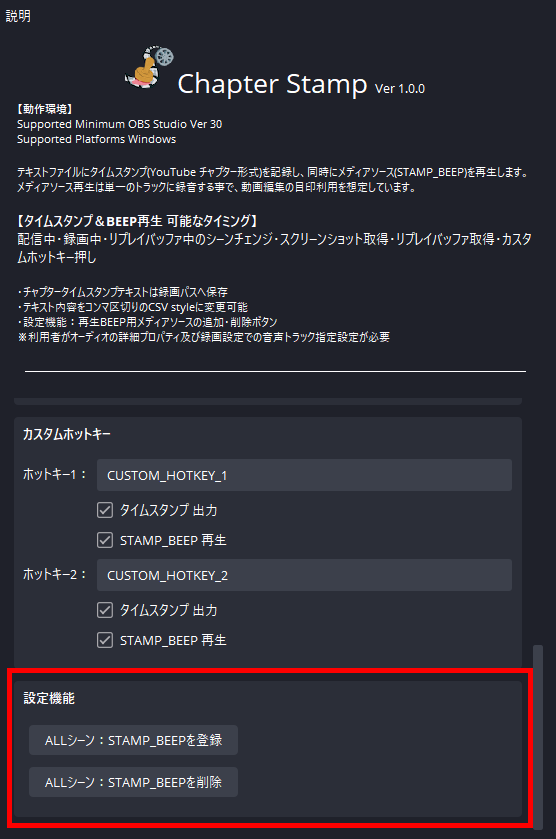 説明
Chapter Stamp Ver 1.0.0
【動作環境】
Supported Minimum OBS Studio Ver 30
Supported Platforms Windows
テキストファイルにタイムスタンプ(YouTube チャプター形式)を記録し、同時にメディアソース(STAMP_BEEP)を再生します。
メディアソース再生は単一のトラックに録音する事で、動画編集の目印利用を想定しています。
【タイムスタンプ＆BEEP再生 可能なタイミング】
配信中・録画中・リプレイバッファ中のシーンチェンジ・スクリーンショット取得・リプレイバッファ取得・カスタ
ムホットキー押し
・チャプタータイムスタンプテキストは録画パスへ保存
・テキスト内容をコンマ区切りのCSV styleに変更可能
・設定機能：再生BEEP用メディアソースの追加・削除ボタン
※利用者がオーディオの詳細プロパティ及び録画設定での音声トラック指定設定が必要
カスタムホットキー
ホットキー1： CUSTOM_HOTKEY_1
タイムスタンプ 出力
STAMP_BEEP 再生
ホットキー2： CUSTOM_HOTKEY_2
タイムスタンプ 出力
STAMP_BEEP 再生
設定機能
ALLシーン：STAMP_BEEPを登録
ALLシーン：STAMP_BEEPを削除